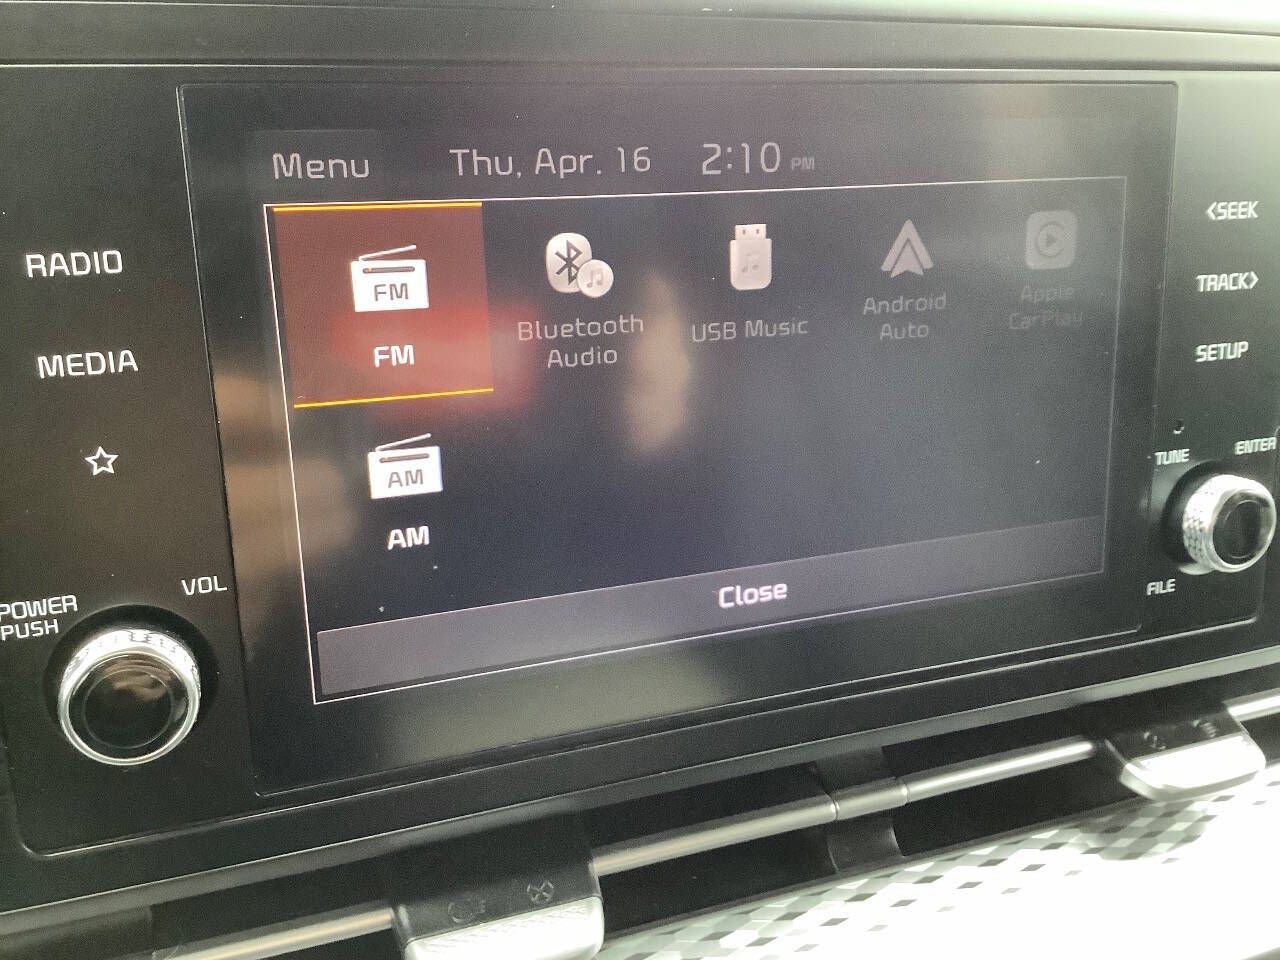 Menu Thu, Apr. 16 2:10 PM
RADIO
MEDIA
POWER
PUSH
VOL
FM
FM
Bluetooth
Audio
USB Music
Android
Auto
Apple
CarPlay
AM
AM
Close
<SEEK
TRACK>
SETUP
TUNE
ENTER
FILE